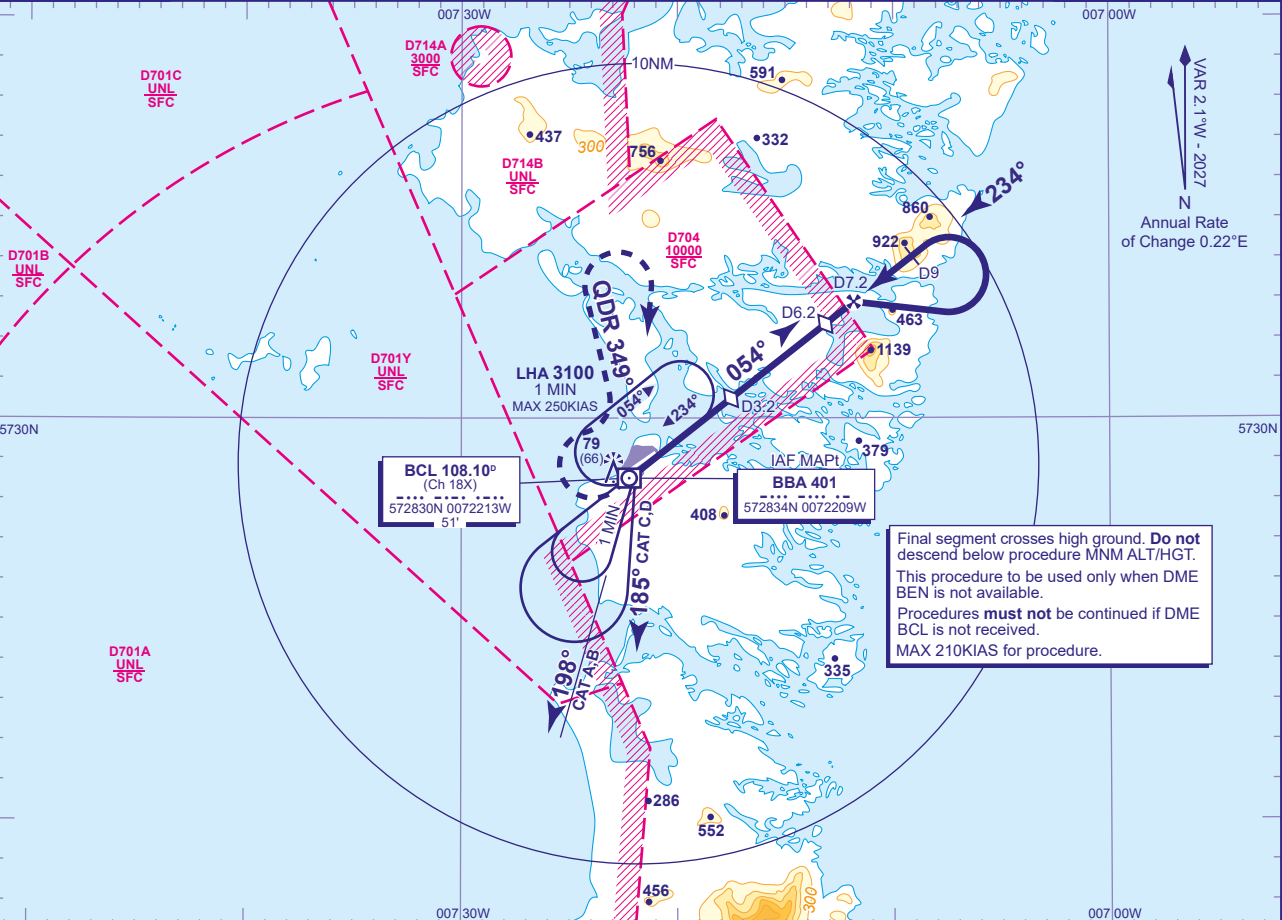 007 30W
007 00W
D701C
UNL
SFC
D714A
3000
SFC
10NM
591
VAR 2.1°W - 2027
N
Annual Rate
of Change 0.22°E
437
300
756
332
D714B
UNL
SFC
234°
860
922
D9
D701B
UNL
SFC
D704
10000
SFC
D7.2
D6.2
463
QDR 349°
1139
D701Y
UNL
SFC
LHA 3100
1 MIN
MAX 250KIAS
054°
054°
234°
D3.2
5730N
5730N
79
(66)
379
IAF MAPt
BCL 108.10ᴰ
(Ch 18X)
–··· –·–· ·–··
572830N 0072213W
51'
BBA 401
–··· –··· ·–
572834N 0072209W
408
1 MIN
185° CAT C,D
Final segment crosses high ground. Do not
descend below procedure MNM ALT/HGT.
This procedure to be used only when DME
BEN is not available.
Procedures must not be continued if DME
BCL is not received.
MAX 210KIAS for procedure.
D701A
UNL
SFC
198°
CAT A,B
335
286
552
456
300
007 30W
007 00W